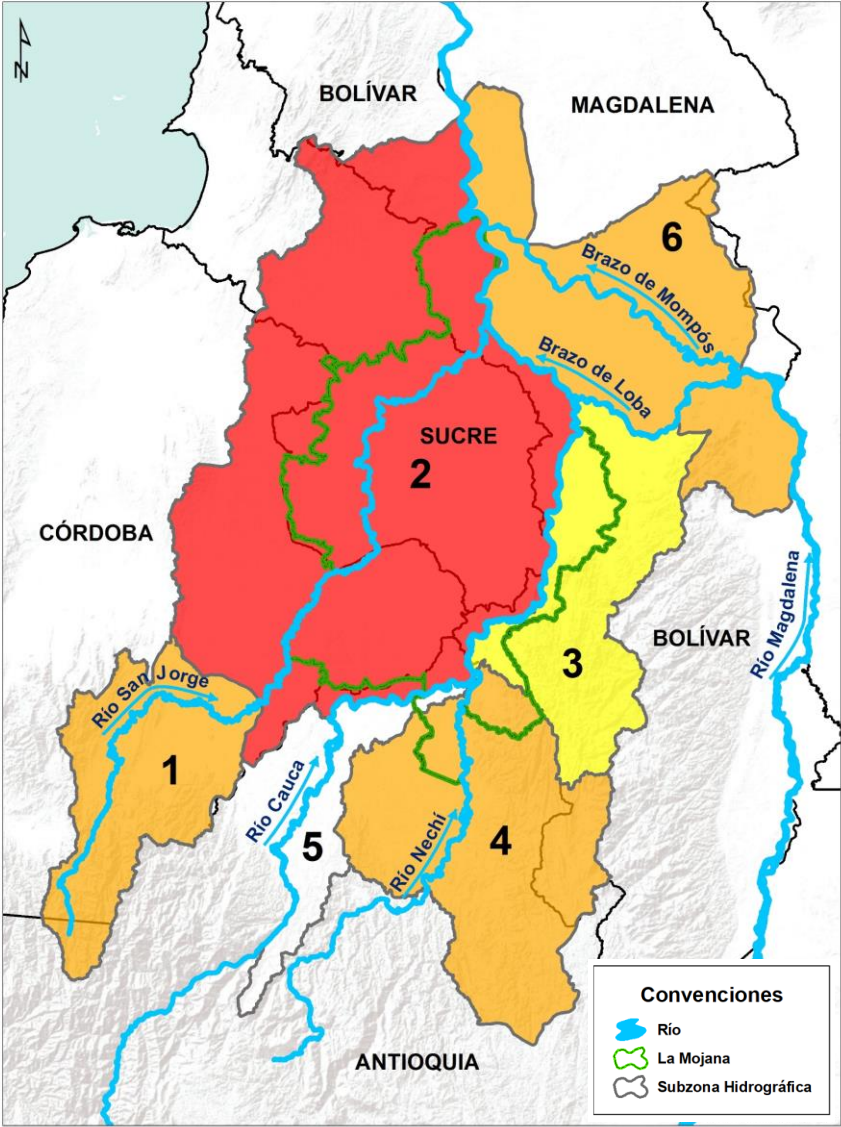 N
BOLÍVAR
MAGDALENA
6
Brazo de Mompós
Brazo de Loba
SUCRE
2
CÓRDOBA
Río Magdalena
BOLÍVAR
3
Río San Jorge
1
Río Cauca
5
Río Nechí
4
ANTIOQUIA
Convenciones
Río
La Mojana
Subzona Hidrográfica